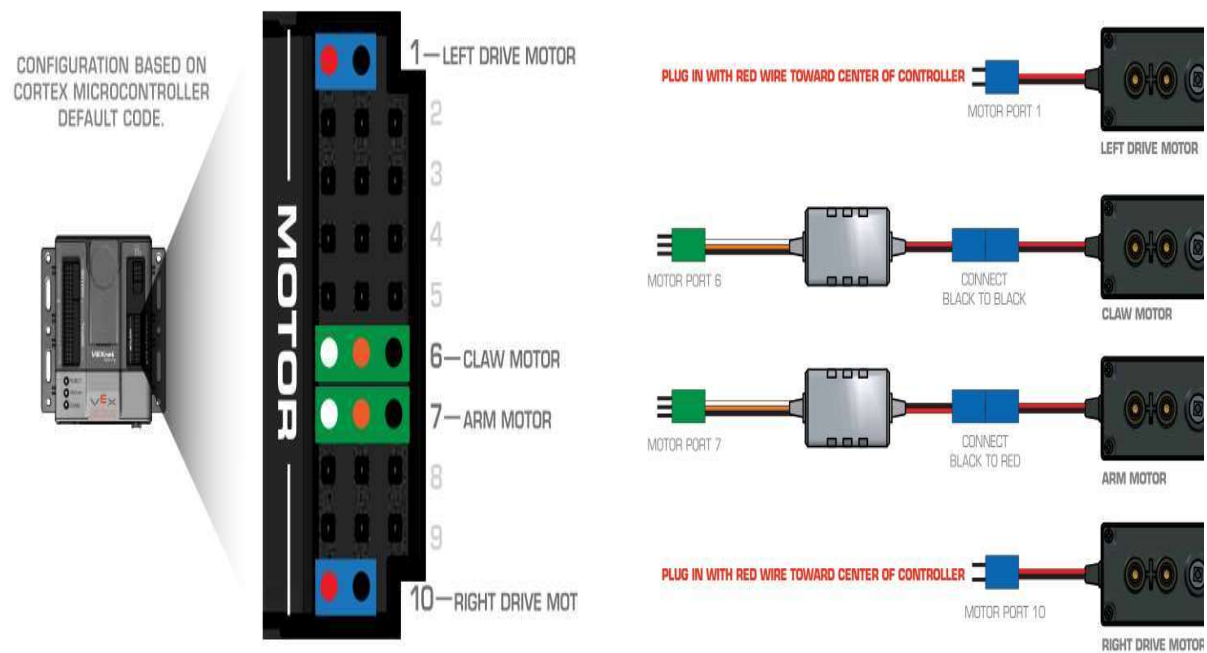 CONFIGURATION BASED ON
CORTEX MICROCONTROLLER
DEFAULT CODE.
VEXnet
VEX
MOTOR
1—LEFT DRIVE MOTOR
2
3
4
5
6—CLAW MOTOR
7—ARM MOTOR
8
9
10—RIGHT DRIVE MOT
PLUG IN WITH RED WIRE TOWARD CENTER OF CONTROLLER
MOTOR PORT 1
LEFT DRIVE MOTOR
MOTOR PORT 6
CONNECT
BLACK TO BLACK
CLAW MOTOR
MOTOR PORT 7
CONNECT
BLACK TO RED
ARM MOTOR
PLUG IN WITH RED WIRE TOWARD CENTER OF CONTROLLER
MOTOR PORT 10
RIGHT DRIVE MOTOR